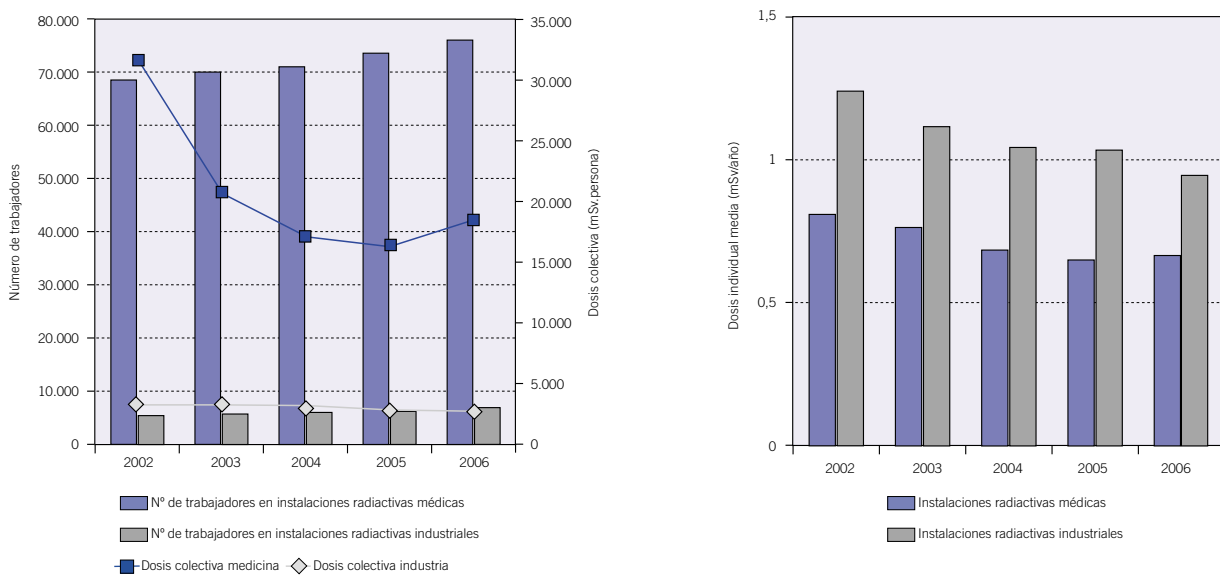 80.000
70.000
60.000
50.000
40.000
30.000
20.000
10.000
0
Número de trabajadores
35.000
30.000
25.000
20.000
15.000
10.000
5.000
0
Dosis colectiva (mSv.persona)
2002 2003 2004 2005 2006
Nº de trabajadores en instalaciones radiactivas médicas
Nº de trabajadores en instalaciones radiactivas industriales
Dosis colectiva medicina Dosis colectiva industria
1,5
1
0,5
0
Dosis individual media (mSv/año)
2002 2003 2004 2005 2006
Instalaciones radiactivas médicas
Instalaciones radiactivas industriales